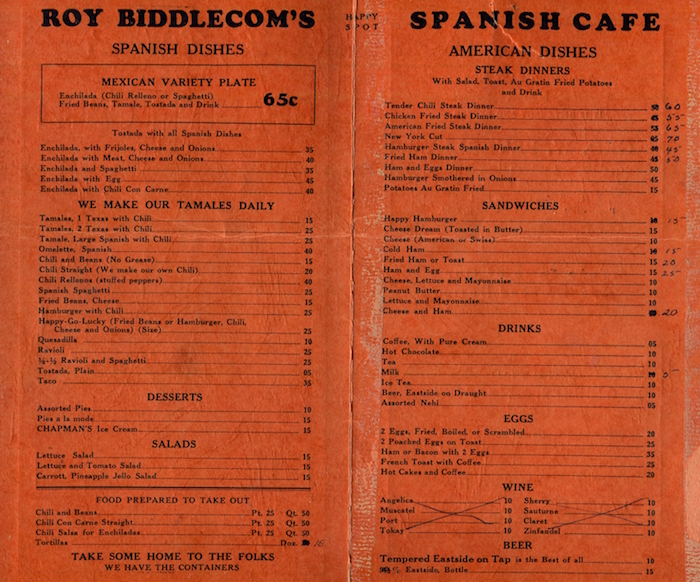 ROY BIDDLECOM'S
SPANISH DISHES
MEXICAN VARIETY PLATE
Enchilada (Chili Relleno or Spaghetti)
Fried Beans, Tamale, Tostada and Drink 65c
Tostada with all Spanish Dishes
Enchilada, with Frijoles, Cheese and Onions 35
Enchilada with Meat, Cheese and Onions 40
Enchilada and Spaghetti 35
Enchilada with Egg 45
Enchilada with Chili Con Carne 40
WE MAKE OUR TAMALES DAILY
Tamales, 1 Texas with Chili 15
Tamales, 2 Texas with Chili 25
Tamale, Large Spanish with Chili 25
Omelette, Spanish 40
Chili and Beans (No Grease) 15
Chili Straight (We make our own Chili) 20
Chili Rellenos (stuffed peppers) 40
Spanish Spaghetti 25
Fried Beans, Cheese 15
Hamburger with Chili 25
Happy-Go-Lucky (Fried Beans or Hamburger, Chili,
Cheese and Onions) (Size) 25
Quesadilla 10
Ravioli 25
½-½ Ravioli and Spaghetti 25
Tostada, Plain 05
Taco 35
DESSERTS
Assorted Pies 10
Pies a la mode 15
CHAPMAN'S Ice Cream 15
SALADS
Lettuce Salad 15
Lettuce and Tomato Salad 15
Carrott, Pineapple Jello Salad 15
FOOD PREPARED TO TAKE OUT
Chili and Beans Pt. 25 Qt. 50
Chili Con Carne Straight Pt. 25 Qt. 50
Chili Salsa for Enchiladas Pt. 25 Qt. 50
Tortillas Doz. 15
TAKE SOME HOME TO THE FOLKS
WE HAVE THE CONTAINERS
HAPPY
SPOT
SPANISH CAFE
AMERICAN DISHES
STEAK DINNERS
With Salad, Toast, Au Gratin Fried Potatoes
and Drink
Tender Chili Steak Dinner 50 60
Chicken Fried Steak Dinner 45 55
American Fried Steak Dinner 55 65
New York Cut 65 70
Hamburger Steak Spanish Dinner 40 45
Fried Ham Dinner 45 50
Ham and Eggs Dinner 50
Hamburger Smothered in Onions 45
Potatoes Au Gratin Fried 15
SANDWICHES
Happy Hamburger 10 15
Cheese Dream (Toasted in Butter) 15
Cheese (American or Swiss) 10
Cold Ham 10 15
Fried Ham or Toast 15 20
Ham and Egg 15 25
Cheese, Lettuce and Mayonnaise 15
Peanut Butter 10
Lettuce and Mayonnaise 10
Cheese and Ham 20
DRINKS
Coffee, With Pure Cream 05
Hot Chocolate 10
Tea 10
Milk 10 5
Ice Tea 10
Beer, Eastside on Draught 10
Assorted Nehi 05
EGGS
2 Eggs, Fried, Boiled, or Scrambled 20
2 Poached Eggs on Toast 25
Ham or Bacon with 2 Eggs 35
French Toast with Coffee 25
Hot Cakes and Coffee 20
WINE
Angelica 10 Sherry 10
Muscatel 10 Sauturne 10
Port 10 Claret 10
Tokay 10 Zinfandel 10
BEER
Tempered Eastside on Tap is the Best of all 10
Eastside, Bottle 15